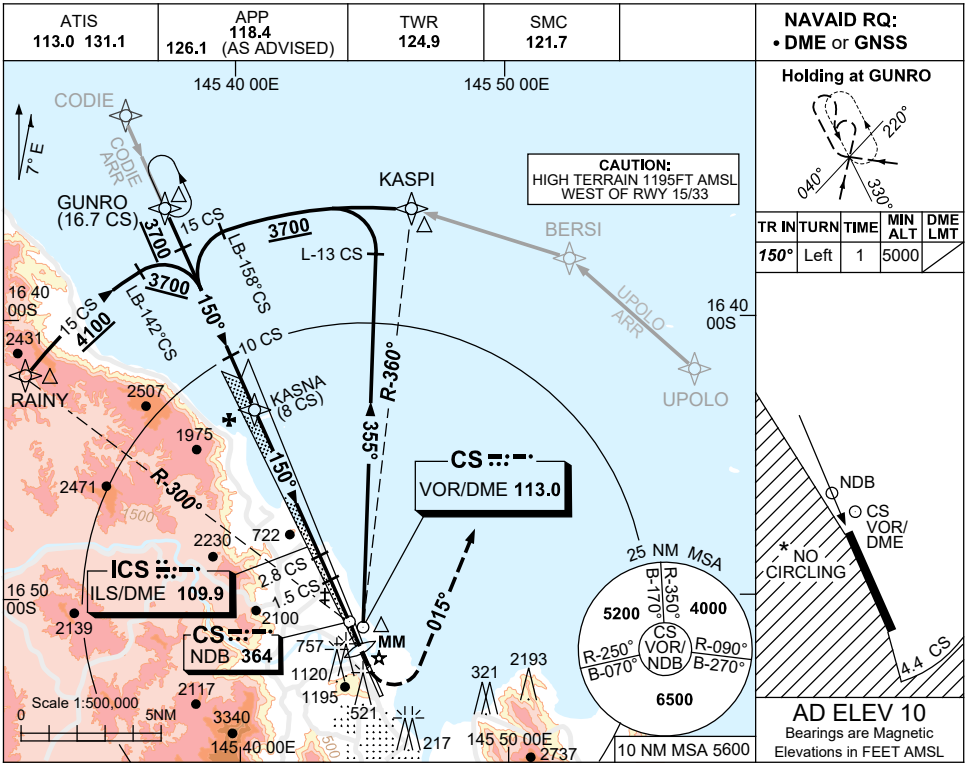 ATIS
113.0 131.1
APP
118.4
126.1 (AS ADVISED)
TWR
124.9
SMC
121.7
NAVAID RQ:
• DME or GNSS
145 40 00E
145 50 00E
Holding at GUNRO
220°
040°
330°
TR IN TURN TIME MIN ALT DME LMT
150° Left 1 5000
7° E
CODIE
CODIE ARR
CAUTION:
HIGH TERRAIN 1195FT AMSL
WEST OF RWY 15/33
GUNRO
(16.7 CS)
3700
15 CS
KASPI
3700
L-13 CS
LB-158°CS
BERSI
UPOLO ARR
UPOLO
3700
LB-142°CS
15 CS
4100
150°
10 CS
16 40
00S
16 40
00S
2431
RAINY
2507
KASNA
(8 CS)
R-360°
355°
1975
2471
R-300°
150°
1500
CS
VOR/DME 113.0
722
2230
ICS
ILS/DME 109.9
2.8 CS
1.5 CS
16 50
00S
2139
2100
CS
NDB 364
757
MM
015°
1120
1195
521
217
321
2193
2117
3340
500
2737
Scale 1:500,000
0 5NM
145 40 00E
145 50 00E
25 NM MSA
5200
B-170°
R-350°
4000
CS
VOR/
NDB
R-250°
B-070°
R-090°
B-270°
6500
10 NM MSA 5600
NDB
CS
VOR/
DME
* NO
CIRCLING
4.4 CS
AD ELEV 10
Bearings are Magnetic
Elevations in FEET AMSL